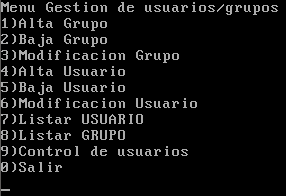 Menu Gestion de usuarios/grupos
1)Alta Grupo
2)Baja Grupo
3)Modificacion Grupo
4)Alta Usuario
5)Baja Usuario
6)Modificacion Usuario
7)Listar USUARIO
8)Listar GRUPO
9)Control de usuarios
0)Salir
_